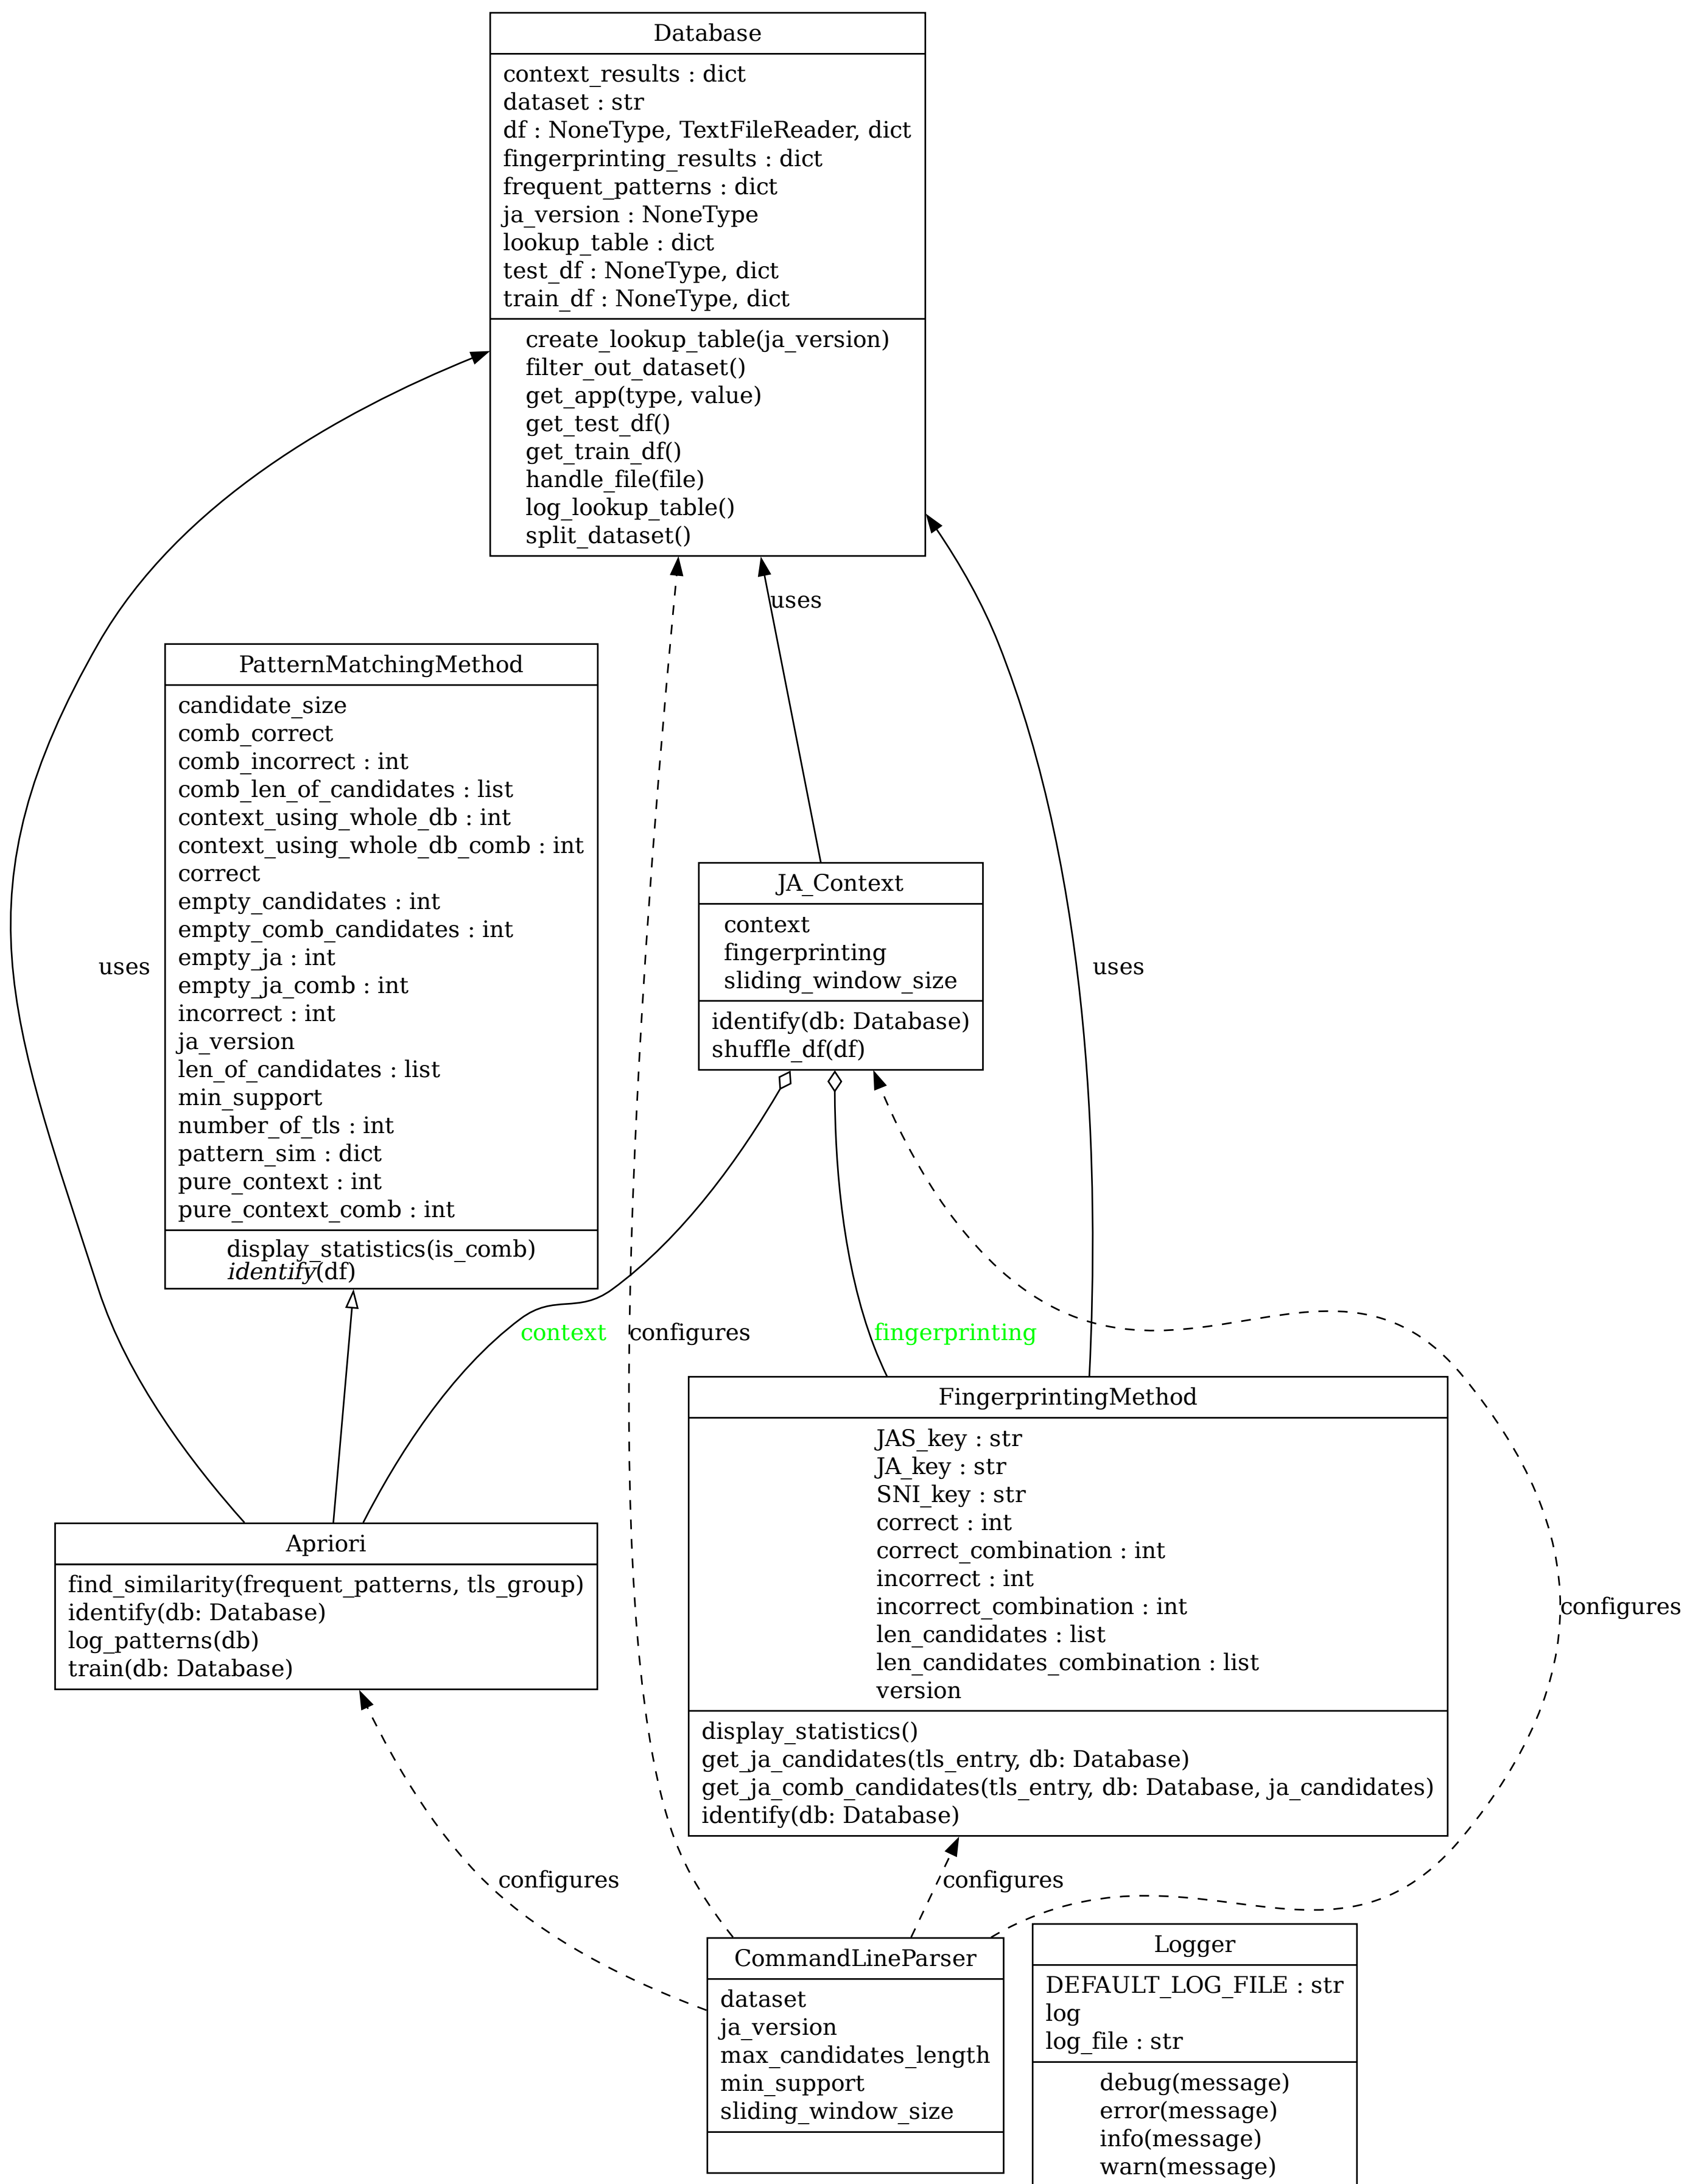 Database
context_results : dict
dataset : str
df : NoneType, TextFileReader, dict
fingerprinting_results : dict
frequent_patterns : dict
ja_version : NoneType
lookup_table : dict
test_df : NoneType, dict
train_df : NoneType, dict
create_lookup_table(ja_version)
filter_out_dataset()
get_app(type, value)
get_test_df()
get_train_df()
handle_file(file)
log_lookup_table()
split_dataset()
uses
PatternMatchingMethod
candidate_size
comb_correct
comb_incorrect : int
comb_len_of_candidates : list
context_using_whole_db : int
context_using_whole_db_comb : int
correct
empty_candidates : int
empty_comb_candidates : int
empty_ja : int
empty_ja_comb : int
incorrect : int
ja_version
len_of_candidates : list
min_support
number_of_tls : int
pattern_sim : dict
pure_context : int
pure_context_comb : int
display_statistics(is_comb)
identify(df)
JA_Context
context
fingerprinting
sliding_window_size
identify(db: Database)
shuffle_df(df)
uses
uses
context
configures
fingerprinting
FingerprintingMethod
JAS_key : str
JA_key : str
SNI_key : str
correct : int
correct_combination : int
incorrect : int
incorrect_combination : int
len_candidates : list
len_candidates_combination : list
version
display_statistics()
get_ja_candidates(tls_entry, db: Database)
get_ja_comb_candidates(tls_entry, db: Database, ja_candidates)
identify(db: Database)
Apriori
find_similarity(frequent_patterns, tls_group)
identify(db: Database)
log_patterns(db)
train(db: Database)
configures
configures
configures
CommandLineParser
dataset
ja_version
max_candidates_length
min_support
sliding_window_size
Logger
DEFAULT_LOG_FILE : str
log
log_file : str
debug(message)
error(message)
info(message)
warn(message)